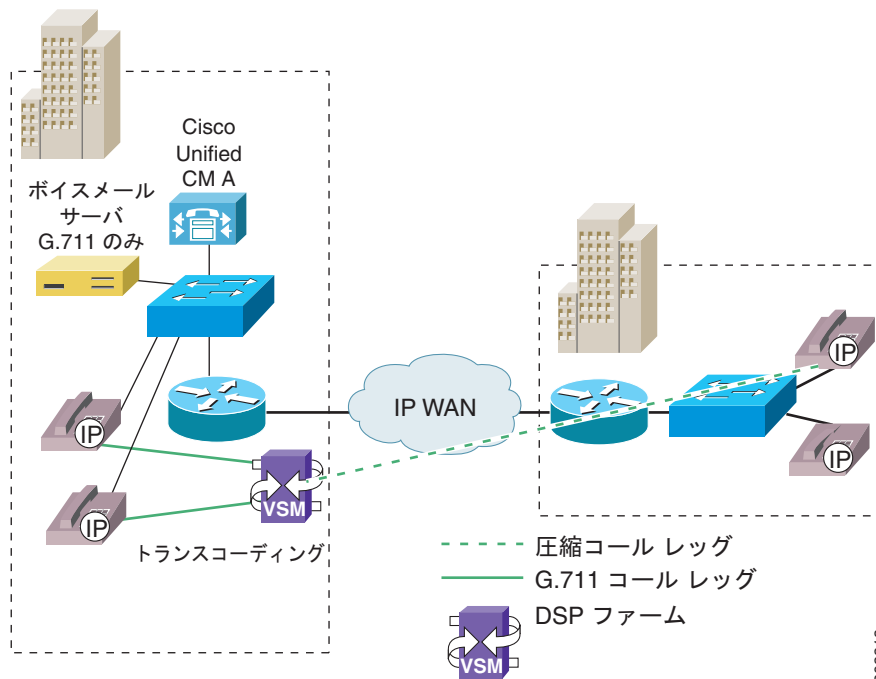 Cisco
Unified
CM A
ボイスメール
サーバ
G.711 のみ
IP
IP
VSM
トランスコーディング
IP WAN
IP
IP
圧縮コール レッグ
G.711 コール レッグ
DSP ファーム
VSM